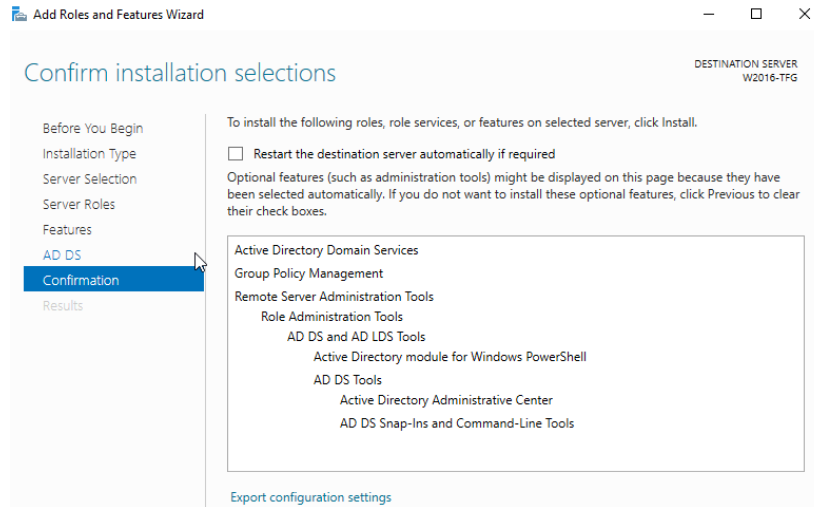 Add Roles and Features Wizard
Confirm installation selections
DESTINATION SERVER
W2016-TFG
Before You Begin
Installation Type
Server Selection
Server Roles
Features
AD DS
Confirmation
Results
To install the following roles, role services, or features on selected server, click Install.
Restart the destination server automatically if required
Optional features (such as administration tools) might be displayed on this page because they have
been selected automatically. If you do not want to install these optional features, click Previous to clear
their check boxes.
Active Directory Domain Services
Group Policy Management
Remote Server Administration Tools
Role Administration Tools
AD DS and AD LDS Tools
Active Directory module for Windows PowerShell
AD DS Tools
Active Directory Administrative Center
AD DS Snap-Ins and Command-Line Tools
Export configuration settings